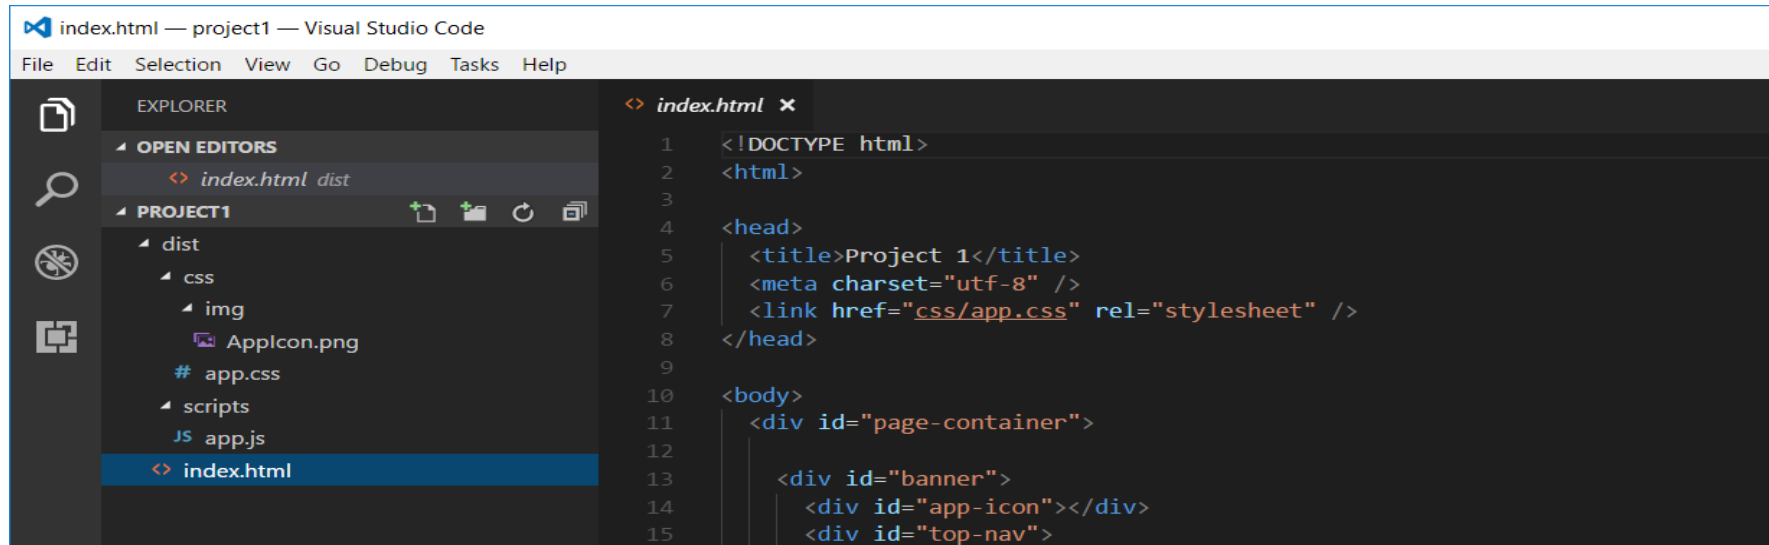 index.html — project1 — Visual Studio Code
File Edit Selection View Go Debug Tasks Help
EXPLORER
OPEN EDITORS
<> index.html dist
PROJECT1
dist
css
img
AppIcon.png
# app.css
scripts
JS app.js
<> index.html
<> index.html ×
1 <!DOCTYPE html>
2 <html>
3
4 <head>
5 <title>Project 1</title>
6 <meta charset="utf-8" />
7 <link href="css/app.css" rel="stylesheet" />
8 </head>
9
10 <body>
11 <div id="page-container">
12
13 <div id="banner">
14 <div id="app-icon"></div>
15 <div id="top-nav">